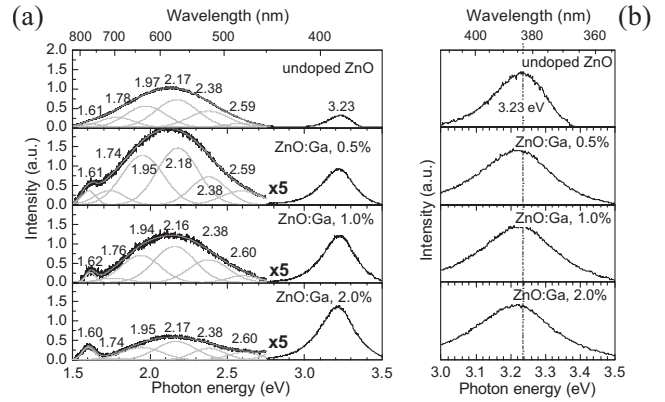 (a)
Wavelength (nm)
800 700 600 500 400
undoped ZnO
1.61 1.78 1.97 2.17 2.38 2.59 3.23
2.0 1.5 1.0 0.5 0.0
ZnO:Ga, 0.5%
1.61 1.74 1.95 2.18 2.38 2.59
x5
1.5 1.0 0.5 0.0
ZnO:Ga, 1.0%
1.62 1.76 1.94 2.16 2.38 2.60
x5
1.5 1.0 0.5 0.0
ZnO:Ga, 2.0%
1.60 1.74 1.95 2.17 2.38 2.60
x5
1.5 1.0 0.5 0.0
Intensity (a.u.)
1.5 2.0 2.5 3.0 3.5
Photon energy (eV)
(b)
Wavelength (nm)
400 380 360
undoped ZnO
3.23 eV
ZnO:Ga, 0.5%
ZnO:Ga, 1.0%
ZnO:Ga, 2.0%
Intensity (a.u.)
3.0 3.1 3.2 3.3 3.4 3.5
Photon energy (eV)